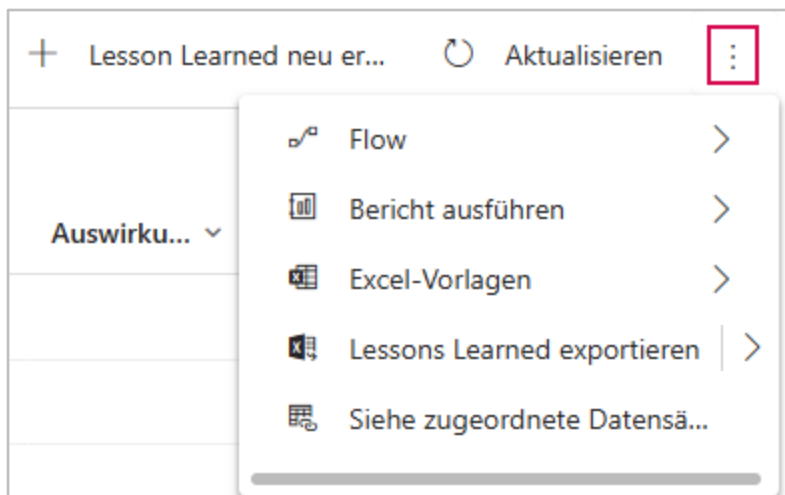 Lesson Learned neu er... Aktualisieren
Auswirku...
Flow
Bericht ausführen
Excel-Vorlagen
Lessons Learned exportieren
Siehe zugeordnete Datensä...